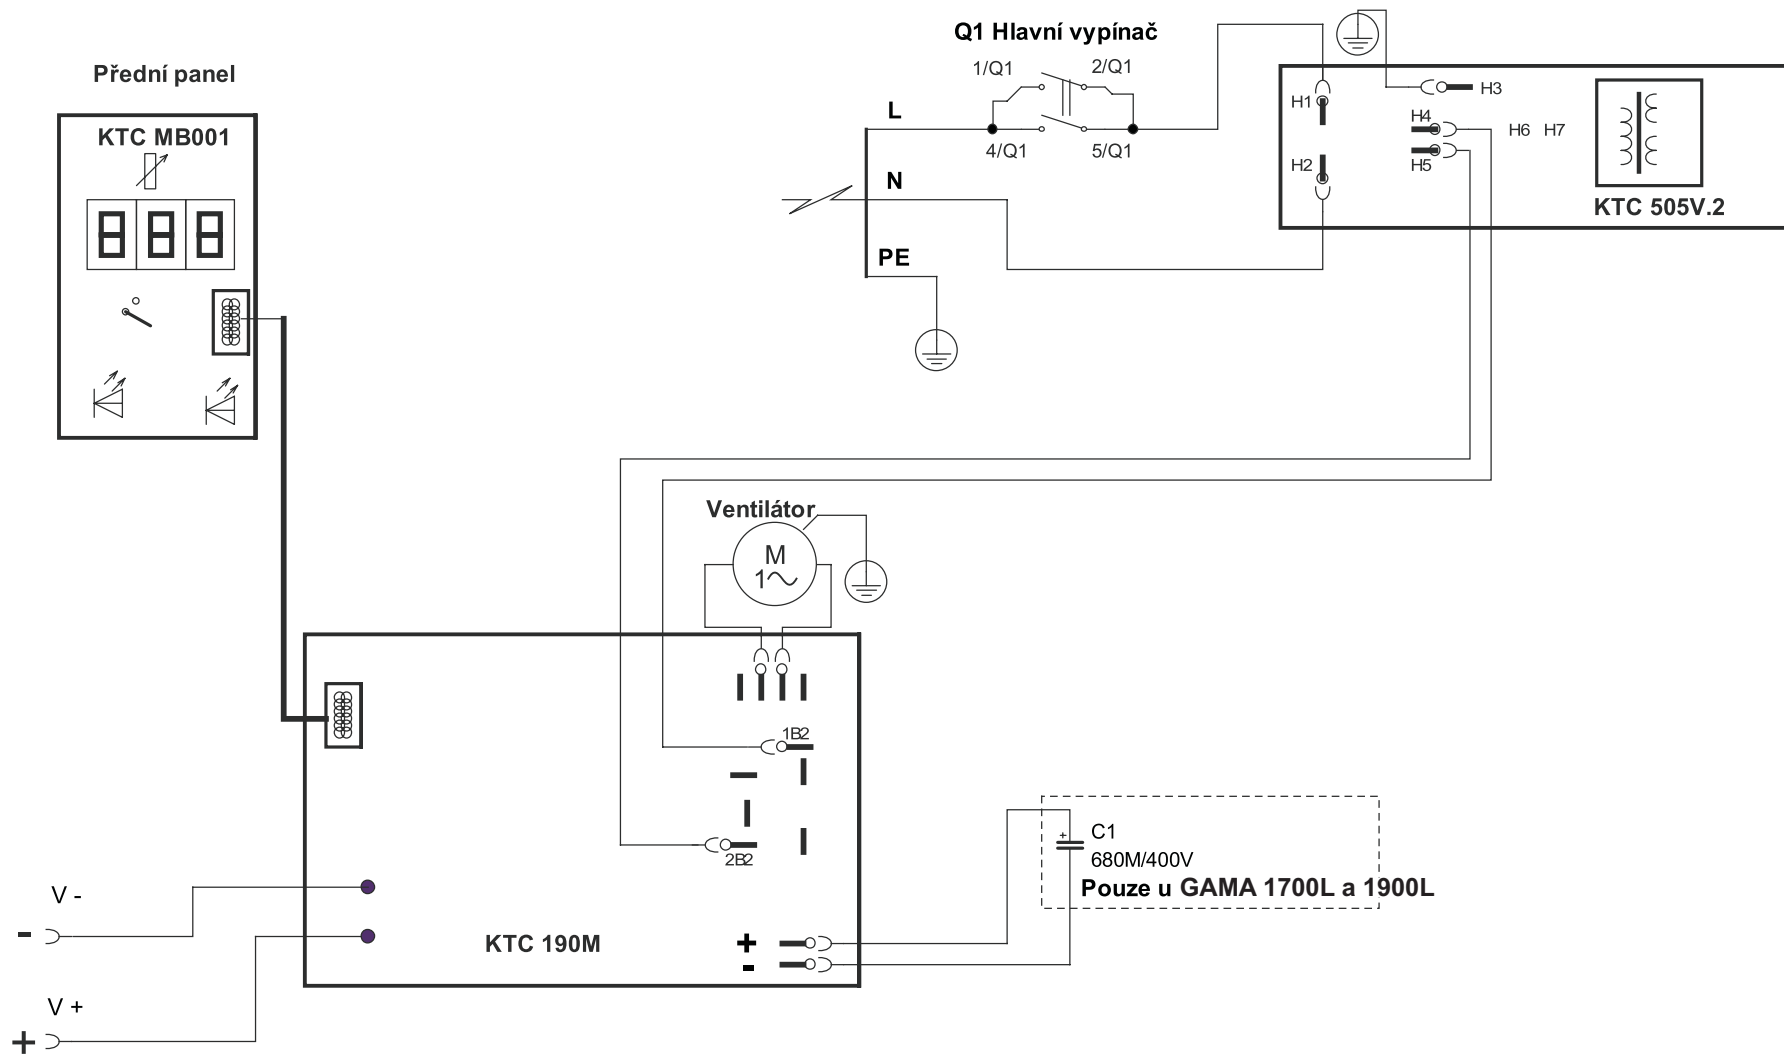 Q1 Hlavní vypínač
Přední panel
1/Q1
2/Q1
KTC MB001
L
4/Q1
5/Q1
H1
H2
H3
H4
H5
H6 H7
N
KTC 505V.2
PE
Ventilátor
M
1
1B2
2B2
C1
+
680M/400V
Pouze u GAMA 1700L a 1900L
V -
-
KTC 190M
+
-
V +
+